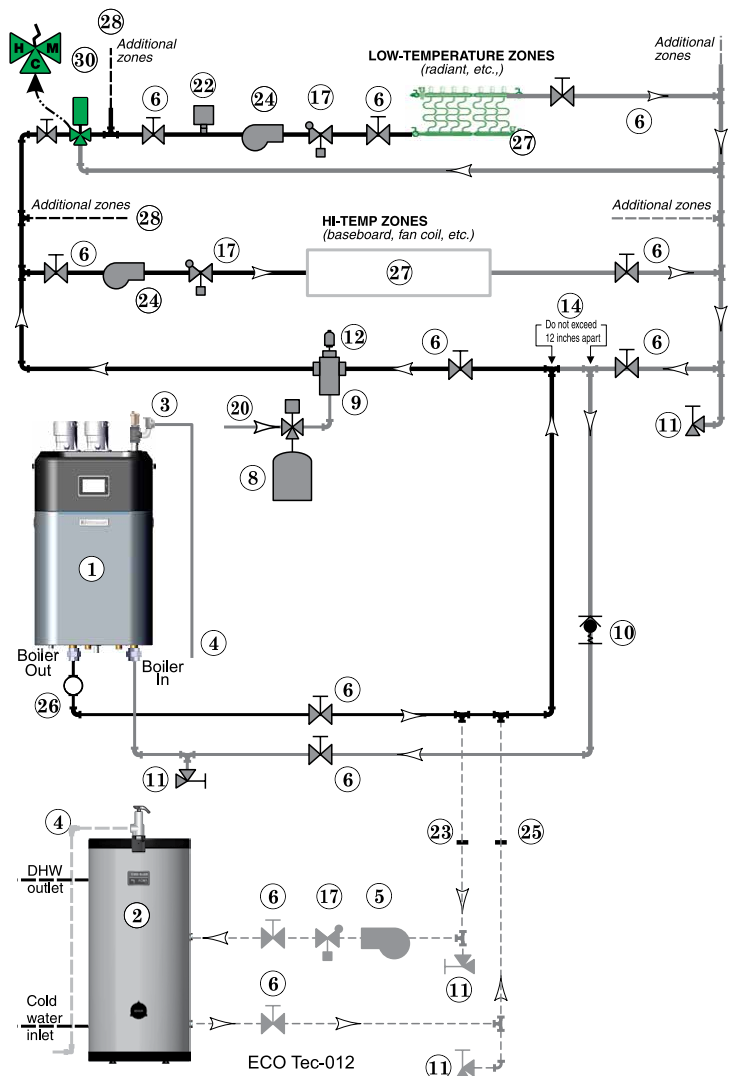 28
Additional
zones
H
M
C
30
22
6
24
17
6
LOW-TEMPERATURE ZONES
(radiant, etc.,)
Additional
zones
6
27
Additional zones
28
HI-TEMP ZONES
(baseboard, fan coil, etc.)
Additional zones
6
24
17
27
6
14
Do not exceed
12 inches apart
12
6
6
9
20
8
11
3
1
4
10
Boiler
Out
Boiler
In
26
6
6
11
4
23
25
DHW
outlet
2
6
17
5
11
6
Cold
water
inlet
ECO Tec-012
11